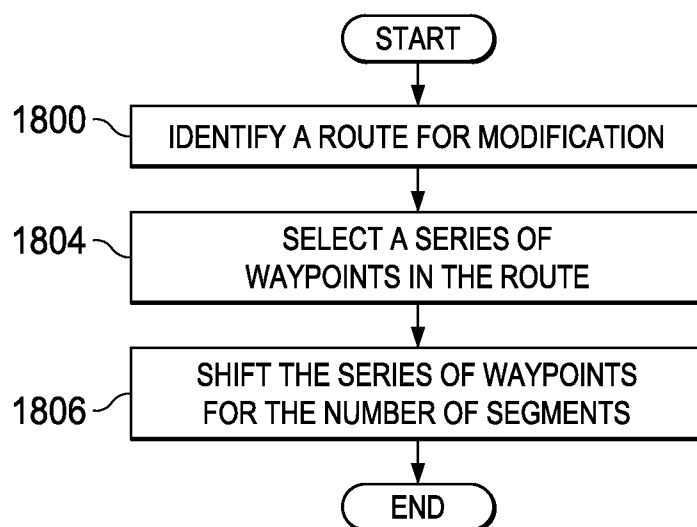 START
1800
IDENTIFY A ROUTE FOR MODIFICATION
1804
SELECT A SERIES OF
WAYPOINTS IN THE ROUTE
1806
SHIFT THE SERIES OF WAYPOINTS
FOR THE NUMBER OF SEGMENTS
END